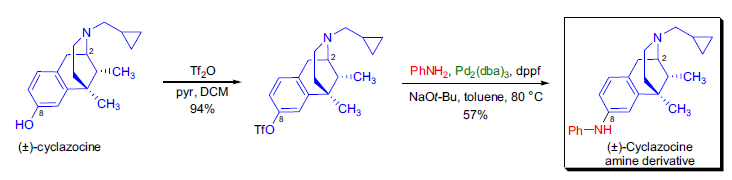 N
2
CH3
CH3
8
HO
(±)-cyclazocine
Tf2O
pyr, DCM
94%
N
2
CH3
CH3
8
TfO
PhNH2, Pd2(dba)3, dppf
NaOt-Bu, toluene, 80 °C
57%
N
2
CH3
CH3
8
Ph–NH
(±)-Cyclazocine
amine derivative